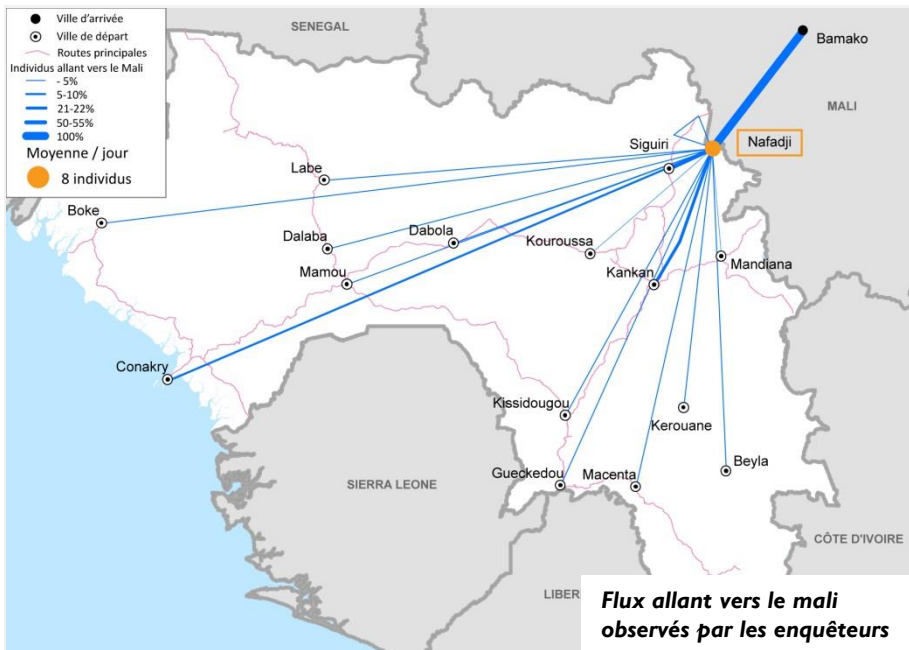 Ville d'arrivée
Ville de départ
Routes principales
Individus allant vers le Mali
- 5%
5-10%
21-22%
50-55%
100%
Moyenne / jour
8 individus
SENEGAL
Bamako
MALI
Nafadji
Siguiri
Labe
Boke
Dalaba
Dabola
Kouroussa
Mamou
Kankan
Mandiana
Conakry
Kissidougou
Kerouane
Gueckedou
Macenta
Beyla
SIERRA LEONE
CÔTE D'IVOIRE
LIBER
Flux allant vers le mali
observés par les enquêteurs